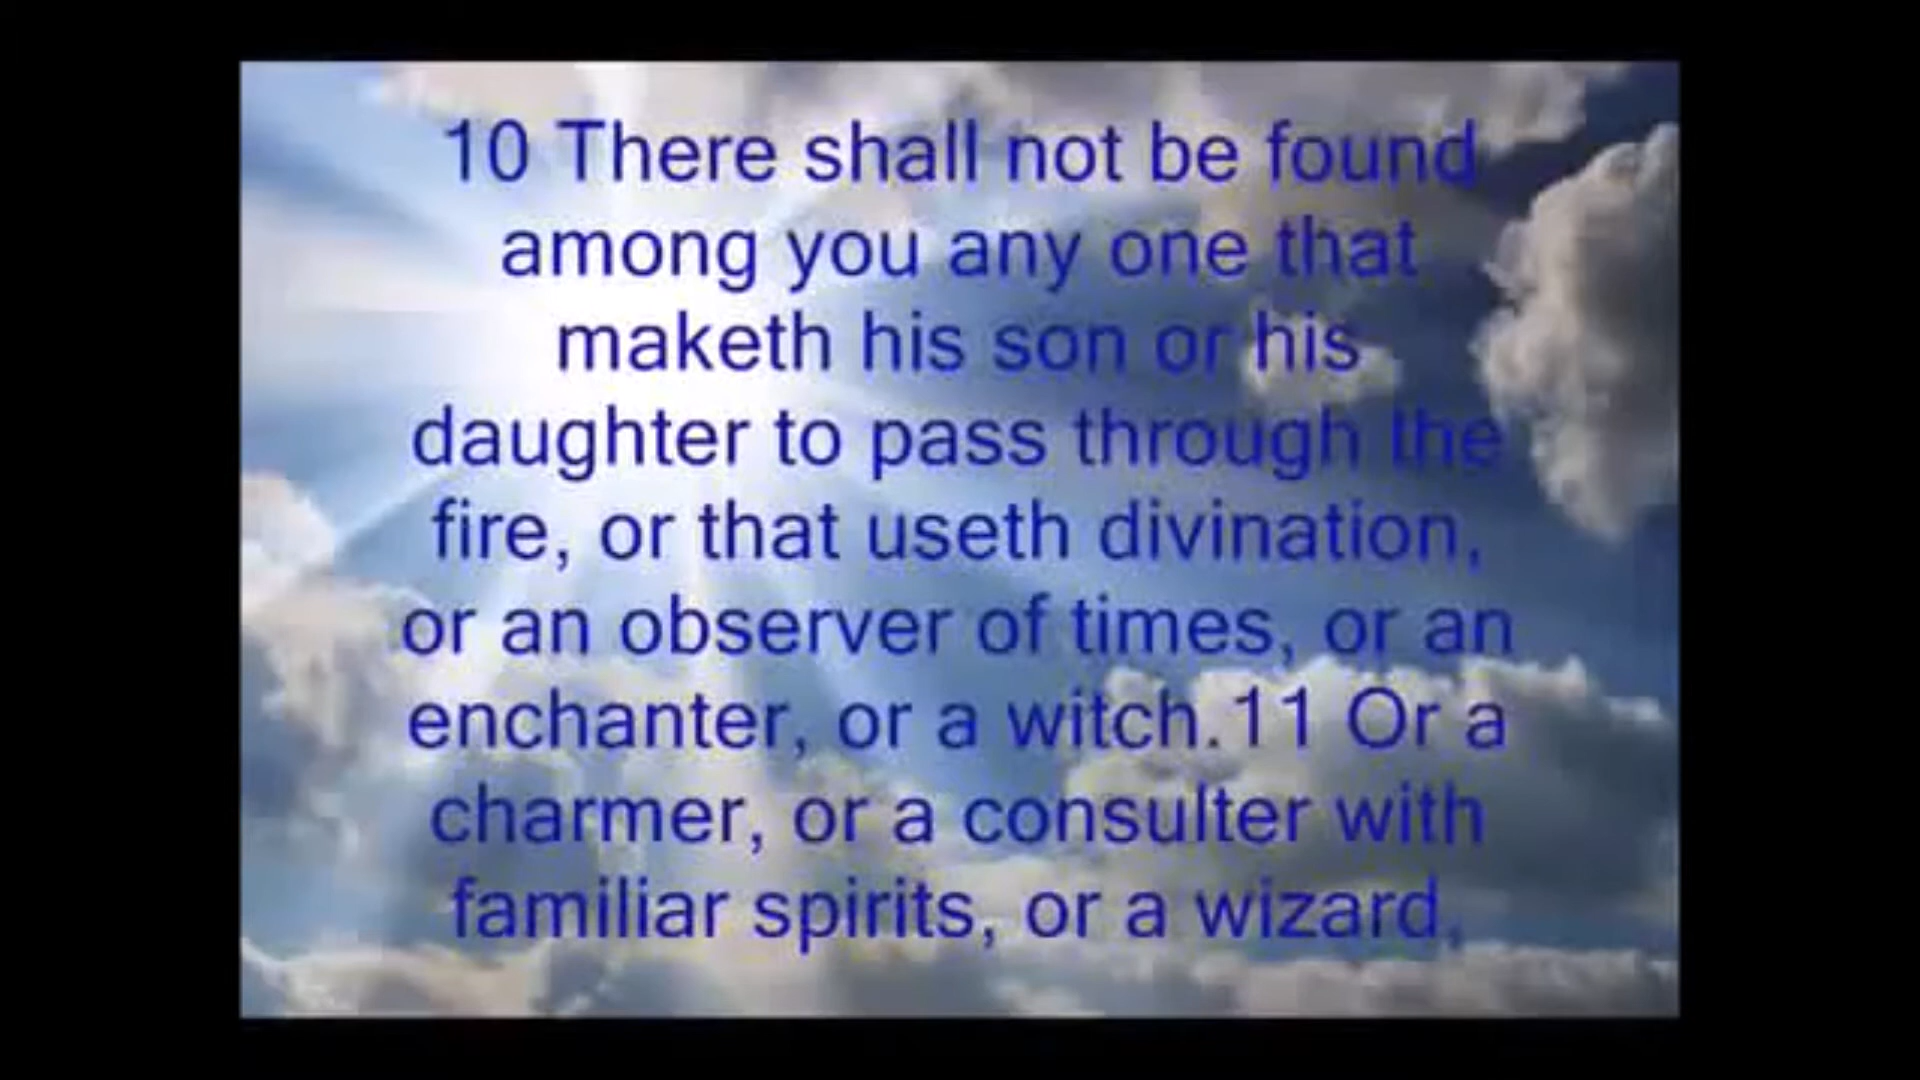 10 There shall not be found
among you any one that
maketh his son or his
daughter to pass through the
fire, or that useth divination,
or an observer of times, or an
enchanter, or a witch.11 Or a
charmer, or a consulter with
familiar spirits, or a wizard,